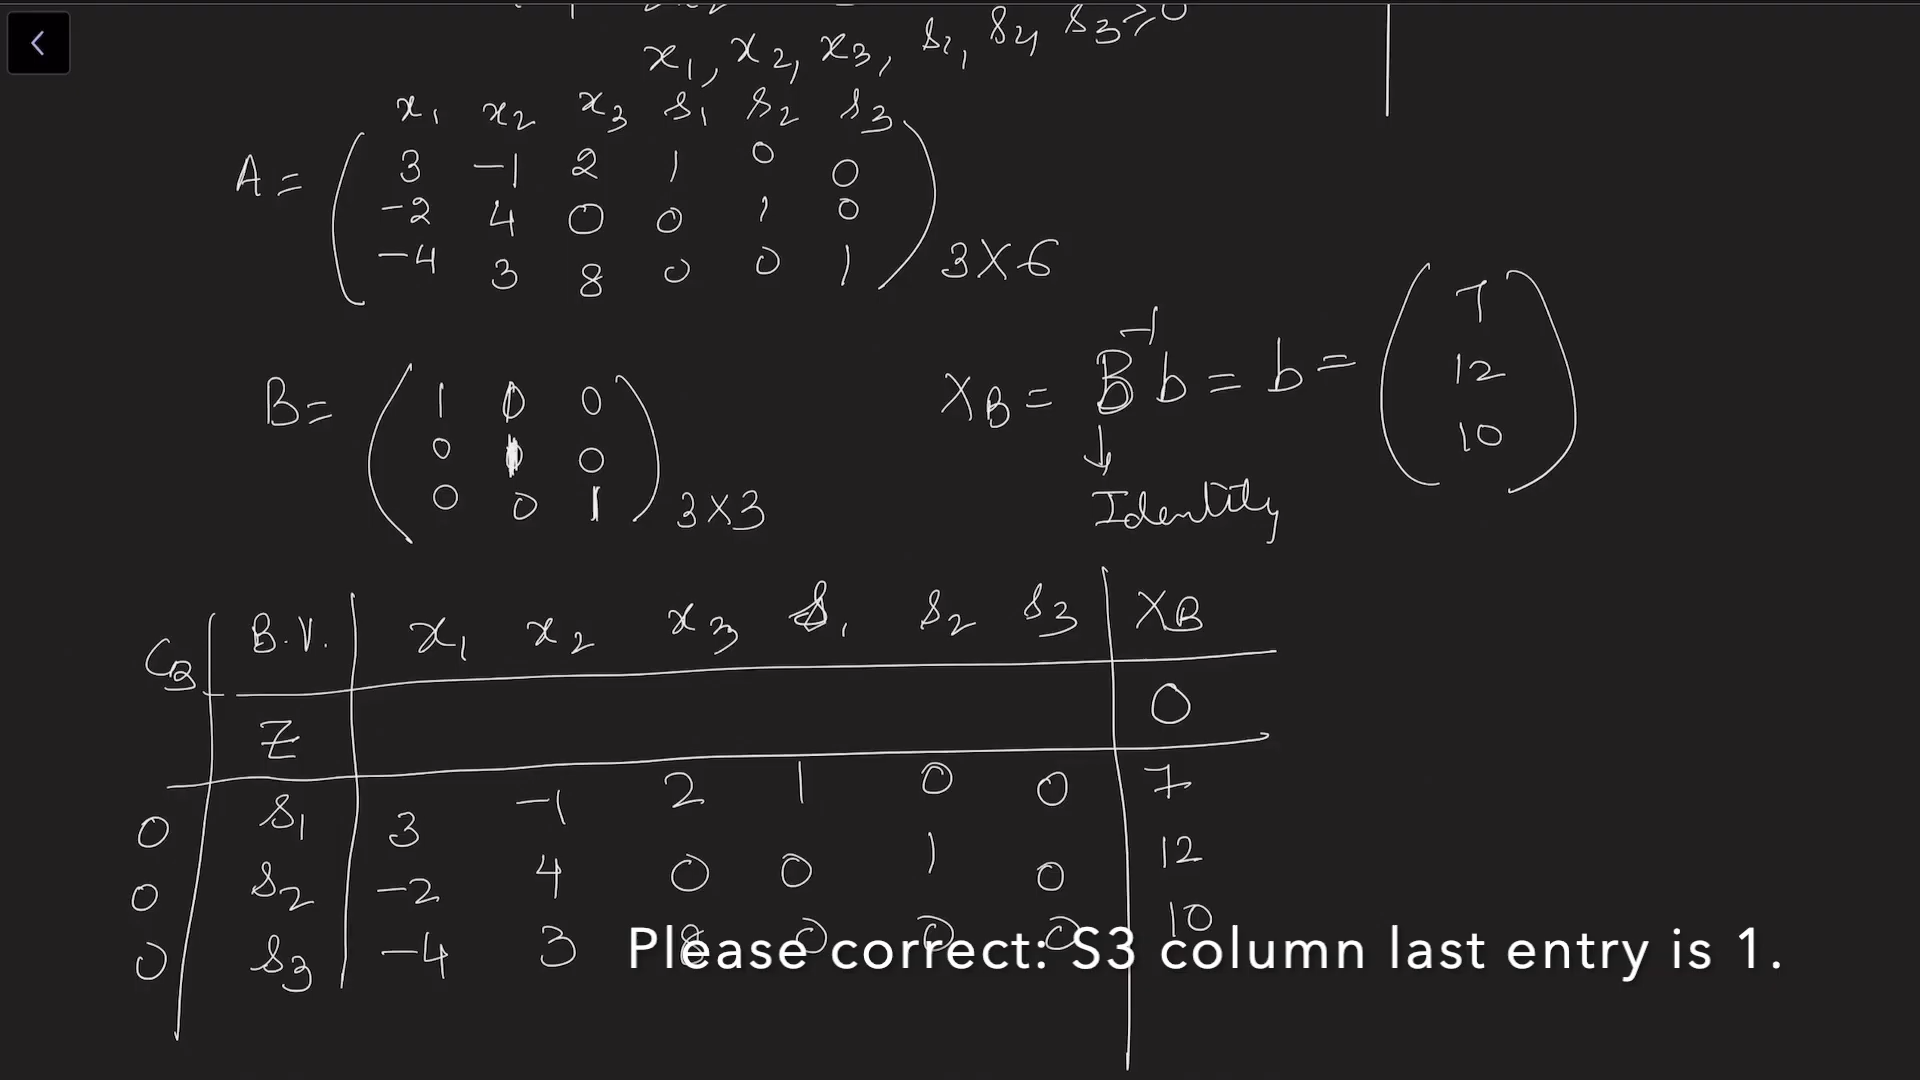 x1, x2, x3, s1, s2, s3 ≥ 0
x1 x2 x3 s1 s2 s3
A = ( 3 -1 2 1 0 0
-2 4 0 0 1 0
-4 3 8 0 0 1 ) 3×6
B = ( 1 0 0
0 1 0
0 0 1 ) 3×3
XB = B⁻¹b = b = ( 7
12
10 )
↓
Identity
CB B.V. x1 x2 x3 s1 s2 s3 XB
Z 0
0 s1 3 -1 2 1 0 0 7
0 s2 -2 4 0 0 1 0 12
0 s3 -4 3 8 0 0 0 10
Please correct: S3 column last entry is 1.